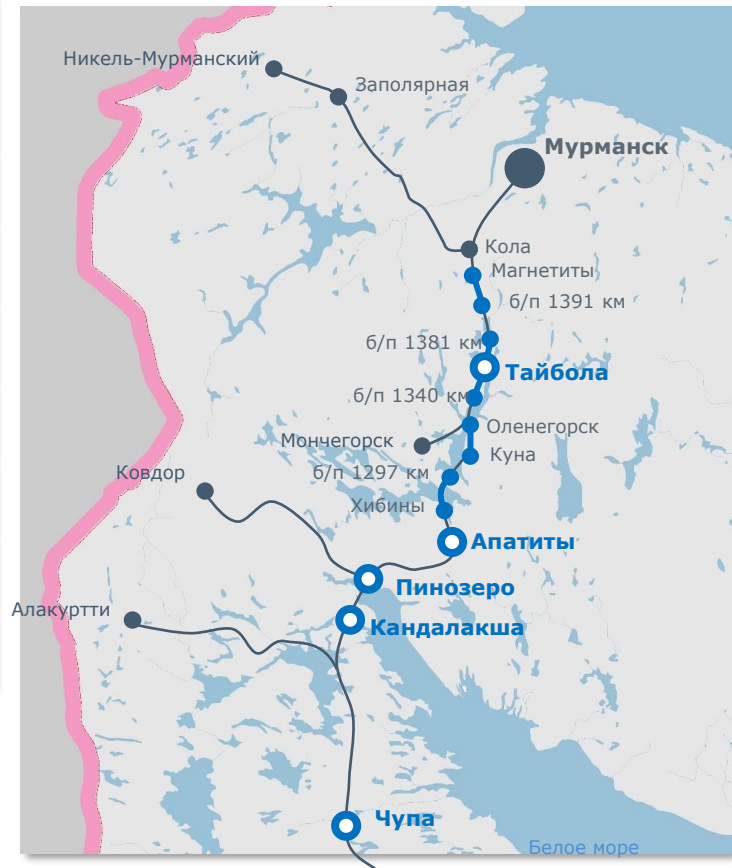 Никель-Мурманский
Заполярная
Мурманск
Кола
Магнетиты
б/п 1391 км
б/п 1381 км
Тайбола
б/п 1340 км
Оленегорск
Мончегорск
Куна
б/п 1297 км
Ковдор
Хибины
Апатиты
Пинозеро
Алакуртти
Кандалакша
Чупа
Белое море